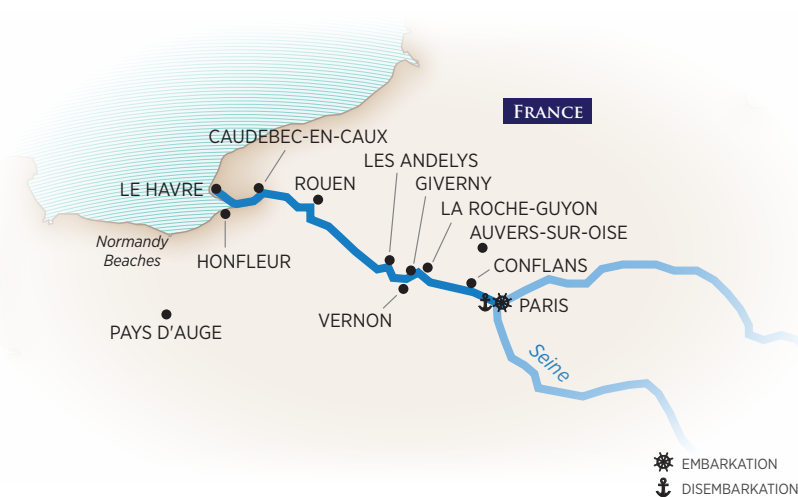 FRANCE
CAUDEBEC-EN-CAUX
LES ANDELYS
LE HAVRE
ROUEN
GIVERNY
LA ROCHE-GUYON
AUVERS-SUR-OISE
Normandy
Beaches
HONFLEUR
CONFLANS
PARIS
VERNON
PAYS D'AUGE
Seine
EMBARKATION
DISEMBARKATION